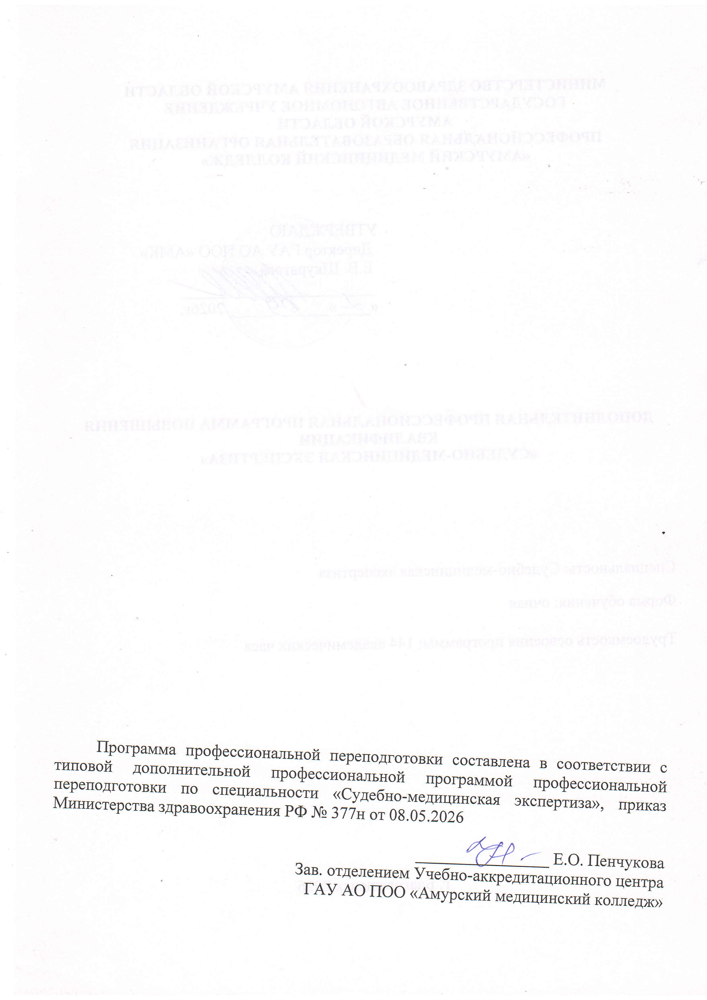 МИНИСТЕРСТВО ЗДРАВООХРАНЕНИЯ АМУРСКОЙ ОБЛАСТИ
ГОСУДАРСТВЕННОЕ АВТОНОМНОЕ УЧРЕЖДЕНИЕ
АМУРСКОЙ ОБЛАСТИ
ПРОФЕССИОНАЛЬНАЯ ОБРАЗОВАТЕЛЬНАЯ ОРГАНИЗАЦИЯ
«АМУРСКИЙ МЕДИЦИНСКИЙ КОЛЛЕДЖ»
УТВЕРЖДАЮ
Директор ГАУ АО ПОО «АМК»
Е.В. Шкуратова
2026г.
ДОПОЛНИТЕЛЬНАЯ ПРОФЕССИОНАЛЬНАЯ ПРОГРАММА ПОВЫШЕНИЯ
КВАЛИФИКАЦИИ
«СУДЕБНО-МЕДИЦИНСКАЯ ЭКСПЕРТИЗА»
Специальность: Судебно-медицинская экспертиза
Форма обучения: очная
Трудоемкость освоения программы: 144 академических часа
Программа профессиональной переподготовки составлена в соответствии с
типовой дополнительной профессиональной программой профессиональной
переподготовки по специальности «Судебно-медицинская экспертиза», приказ
Министерства здравоохранения РФ № 377н от 08.05.2026
Е.О. Пенчукова
Зав. отделением Учебно-аккредитационного центра
ГАУ АО ПОО «Амурский медицинский колледж»